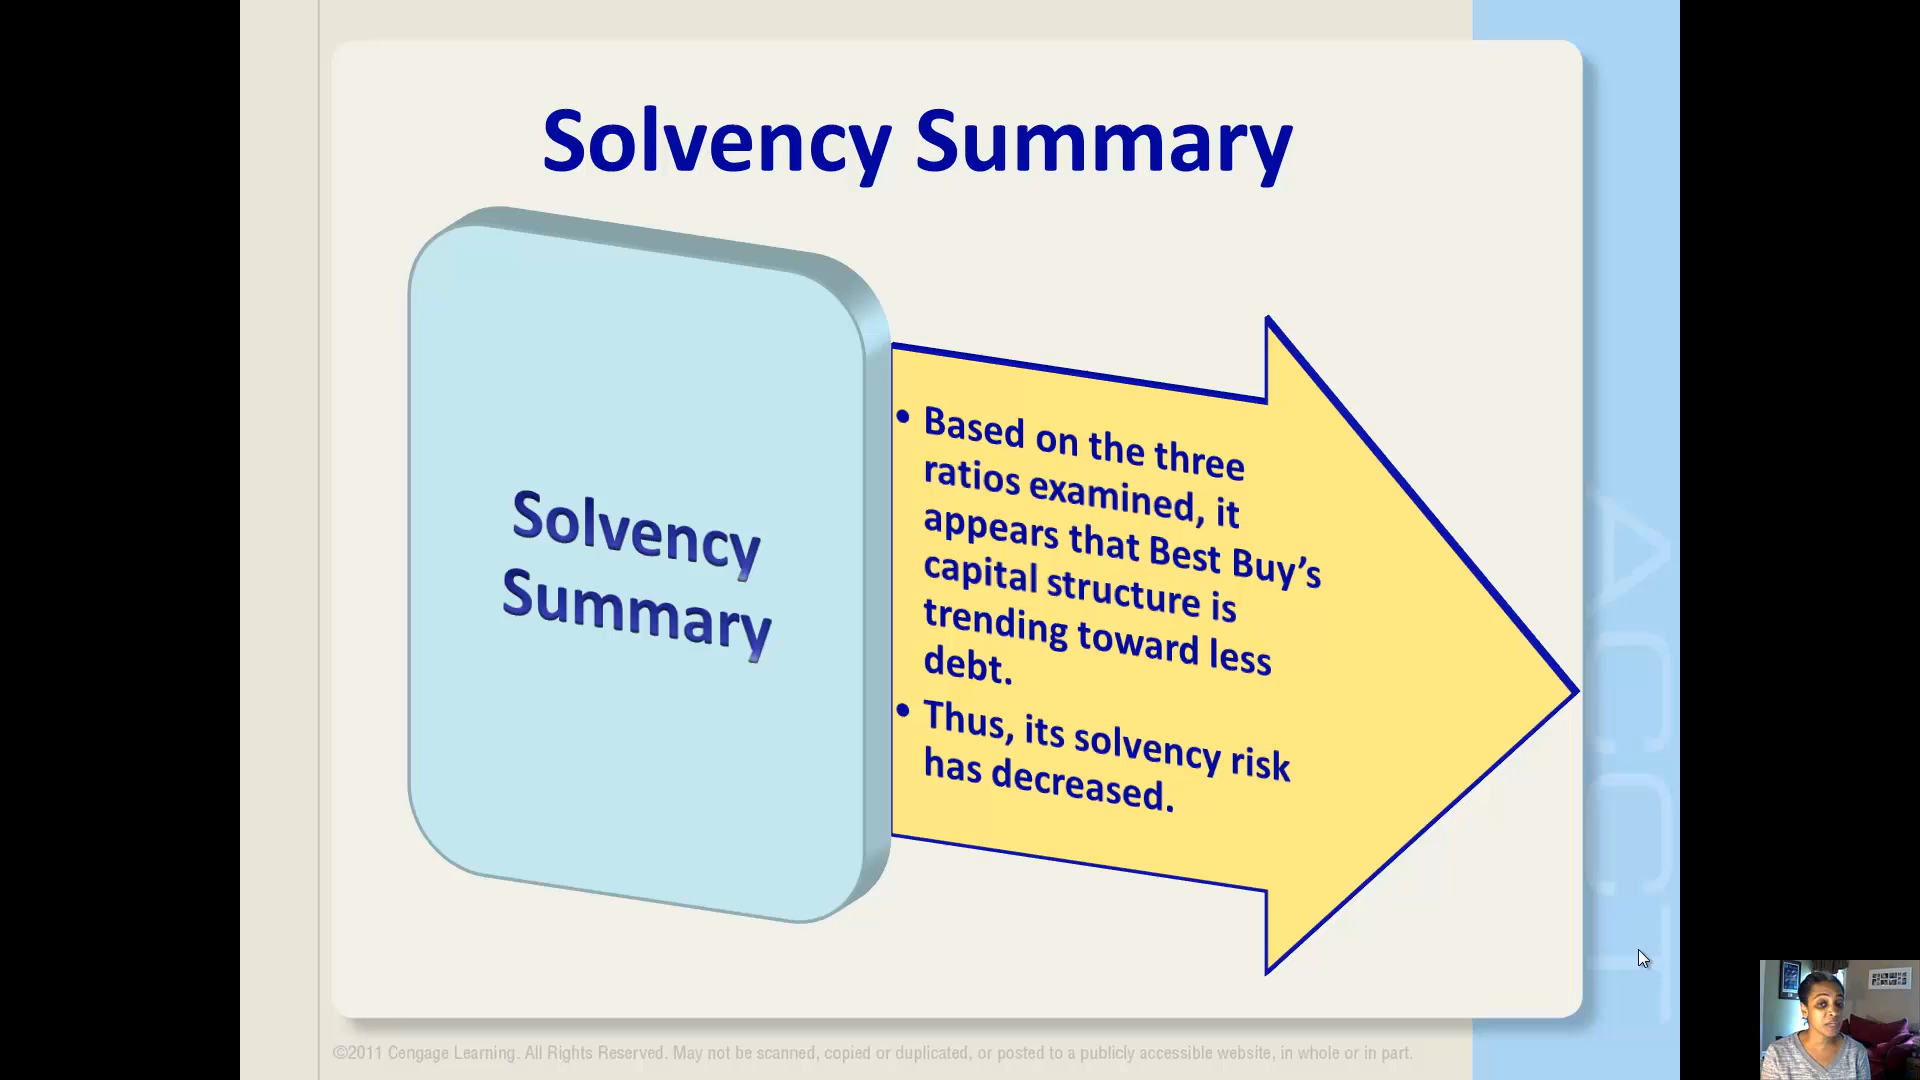 Solvency Summary
Solvency
Summary
• Based on the three
ratios examined, it
appears that Best Buy’s
capital structure is
trending toward less
debt.
• Thus, its solvency risk
has decreased.
ACCT
©2011 Cengage Learning. All Rights Reserved. May not be scanned, copied or duplicated, or posted to a publicly accessible website, in whole or in part.